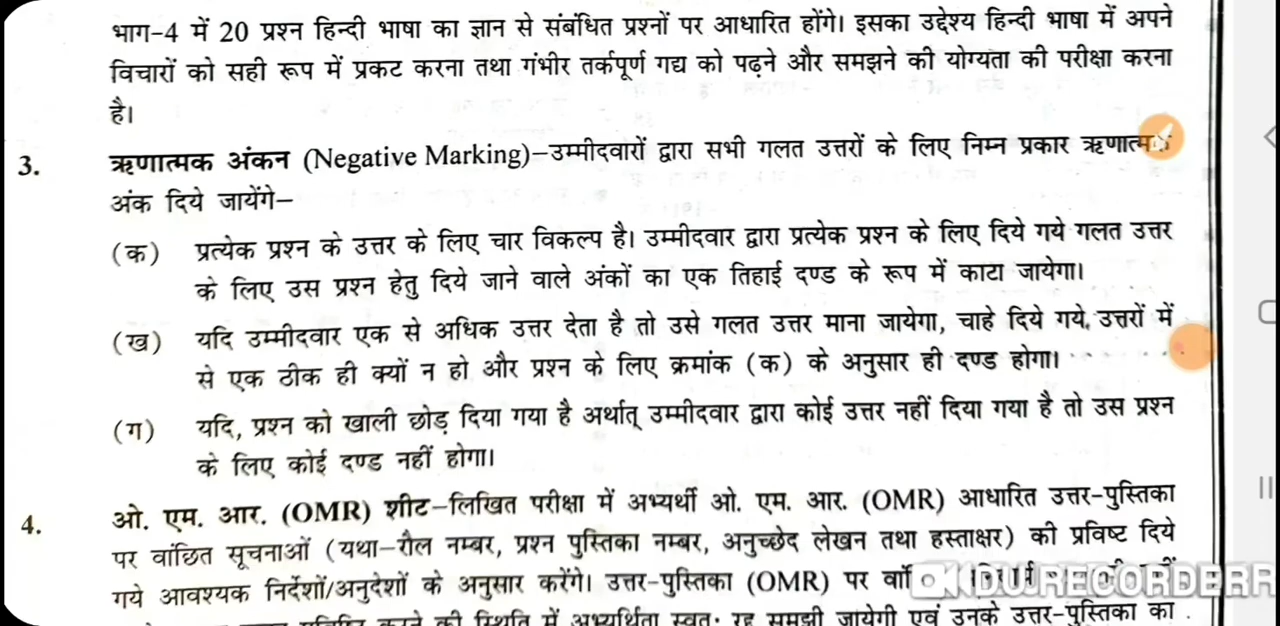 भाग-4 में 20 प्रश्न हिन्दी भाषा का ज्ञान से संबंधित प्रश्नों पर आधारित होंगे। इसका उद्देश्य हिन्दी भाषा में अपने
विचारों को सही रूप में प्रकट करना तथा गंभीर तर्कपूर्ण गद्य को पढ़ने और समझने की योग्यता की परीक्षा करना
है।
3. ऋणात्मक अंकन (Negative Marking)–उम्मीदवारों द्वारा सभी गलत उत्तरों के लिए निम्न प्रकार
अंक दिये जायेंगे–
(क) प्रत्येक प्रश्न के उत्तर के लिए चार विकल्प है। उम्मीदवार द्वारा प्रत्येक प्रश्न के लिए दिये गये गलत उत्तर
के लिए उस प्रश्न हेतु दिये जाने वाले अंकों का एक तिहाई दण्ड के रूप में काटा जायेगा।
(ख) यदि उम्मीदवार एक से अधिक उत्तर देता है तो उसे गलत उत्तर माना जायेगा, चाहे दिये गये उत्तरों में
से एक ठीक ही क्यों न हो और प्रश्न के लिए क्रमांक (क) के अनुसार ही दण्ड होगा।
(ग) यदि, प्रश्न को खाली छोड़ दिया गया है अर्थात् उम्मीदवार द्वारा कोई उत्तर नहीं दिया गया है तो उस प्रश्न
के लिए कोई दण्ड नहीं होगा।
4. ओ. एम. आर. (OMR) शीट–लिखित परीक्षा में अभ्यर्थी ओ. एम. आर. (OMR) आधारित उत्तर-पुस्तिका
पर वांछित सूचनाओं (यथा–रौल नम्बर, प्रश्न पुस्तिका नम्बर, अनुच्छेद लेखन तथा हस्ताक्षर) की प्रविष्ट दिये
गये आवश्यक निर्देशों/अनुदेशों के अनुसार करेंगे। उत्तर-पुस्तिका (OMR) पर DU RECORDER
करने की स्थिति में अभ्यर्थिता स्वतः रद्द समझी जायेगी एवं उनके उत्तर-पुस्तिका का